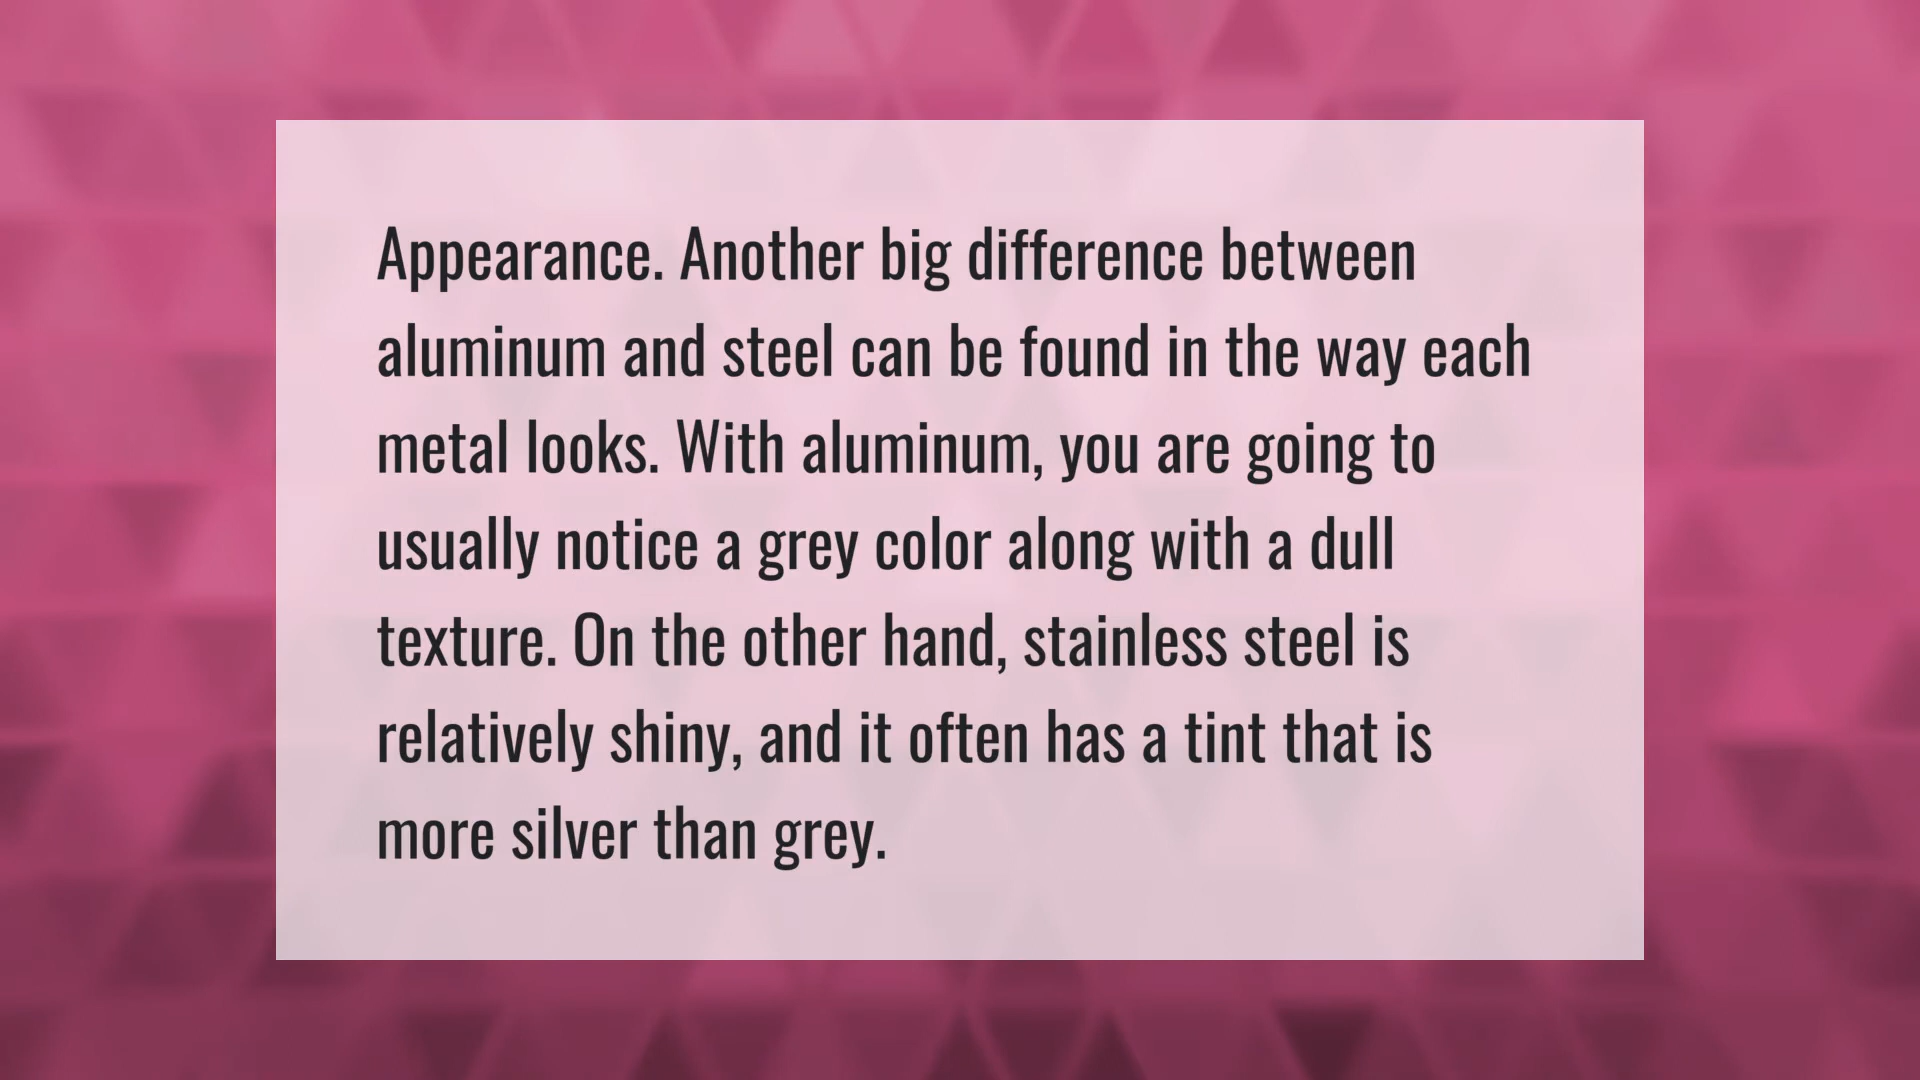 Appearance. Another big difference between
aluminum and steel can be found in the way each
metal looks. With aluminum, you are going to
usually notice a grey color along with a dull
texture. On the other hand, stainless steel is
relatively shiny, and it often has a tint that is
more silver than grey.